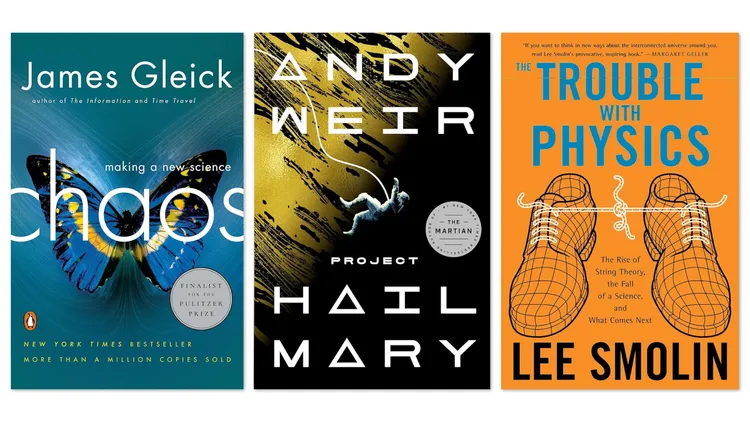 James Gleick
author of The Information and Time Travel
making a new science
chaos
FINALIST
FOR THE
PULITZER
PRIZE
NEW YORK TIMES BESTSELLER
MORE THAN A MILLION COPIES SOLD
ANDY
WEIR
THE
MARTIAN
PROJECT
HAIL
MARY
"If you want to think in new ways about the interconnected universe around you,
read Lee Smolin's provocative, inspiring book." —MARGARET GELLER
THE
TROUBLE
WITH
PHYSICS
The Rise of
String Theory,
the Fall
of a Science,
and
What Comes Next
LEE SMOLIN